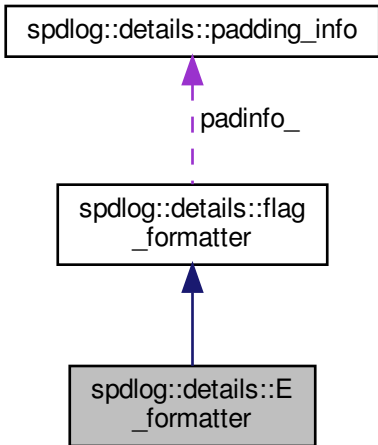 spdlog::details::padding_info
padinfo_
spdlog::details::flag
_formatter
spdlog::details::E
_formatter